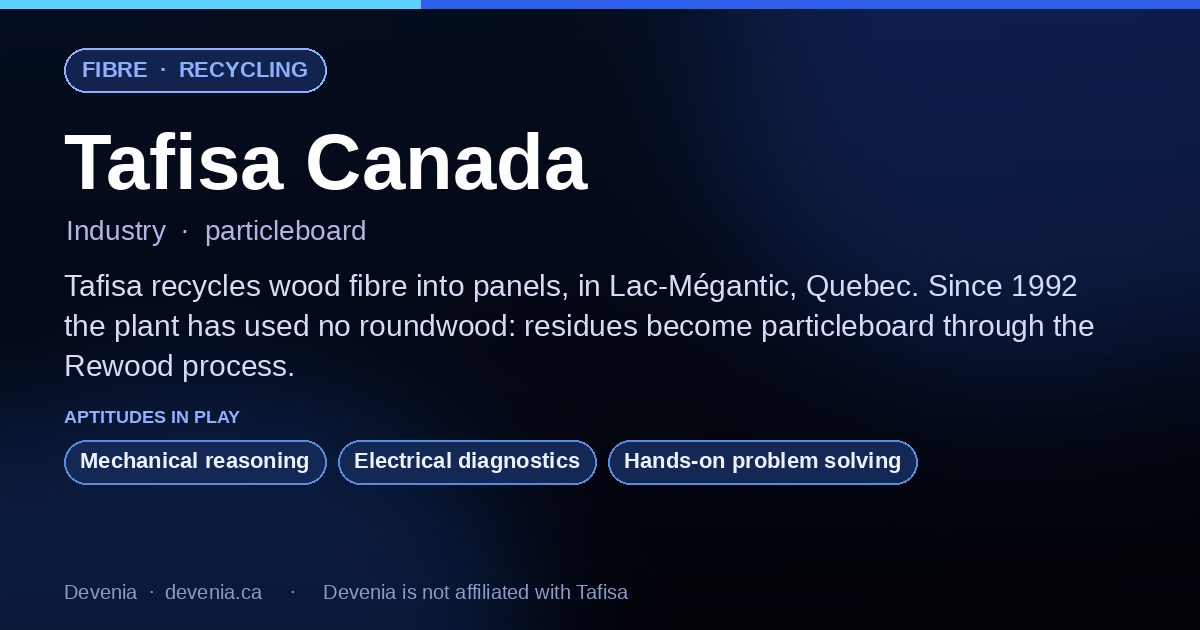 FIBRE · RECYCLING
Tafisa Canada
Industry · particleboard
Tafisa recycles wood fibre into panels, in Lac-Mégantic, Quebec. Since 1992
the plant has used no roundwood: residues become particleboard through the
Rewood process.
APTITUDES IN PLAY
Mechanical reasoning Electrical diagnostics Hands-on problem solving
Devenia · devenia.ca · Devenia is not affiliated with Tafisa